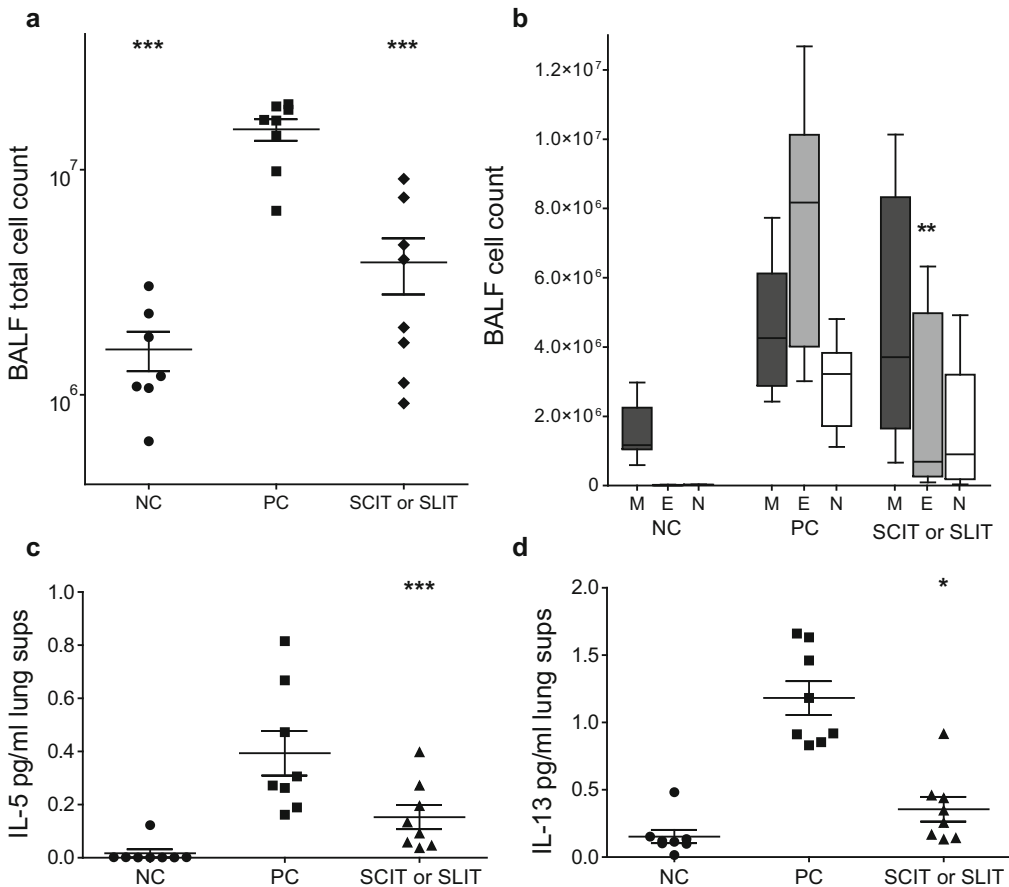 a
*** ***
BALF total cell count
10⁷
10⁶
NC PC SCIT or SLIT
b
BALF cell count
1.2×10⁷
1.0×10⁷
8.0×10⁶
6.0×10⁶
4.0×10⁶
2.0×10⁶
0
**
M E N M E N M E N
NC PC SCIT or SLIT
c
IL-5 pg/ml lung sups
1.0
0.8
0.6
0.4
0.2
0.0
***
NC PC SCIT or SLIT
d
IL-13 pg/ml lung sups
2.0
1.5
1.0
0.5
0.0
*
NC PC SCIT or SLIT